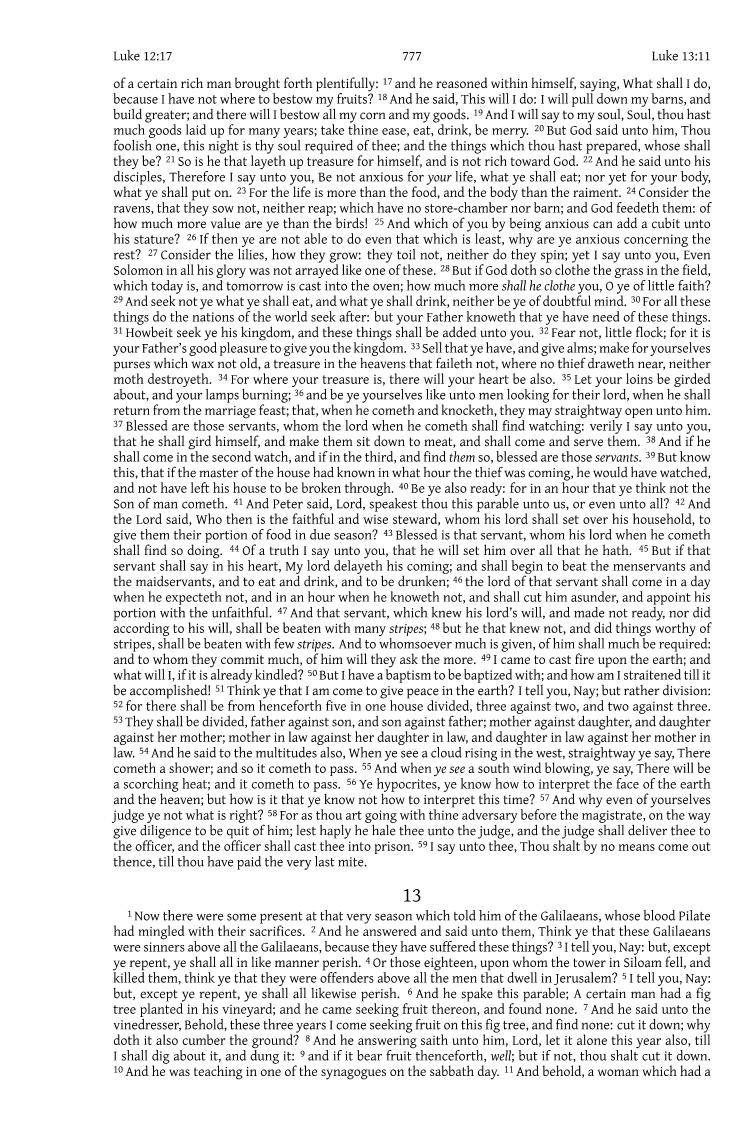 Luke 12:17 777 Luke 13:11
of a certain rich man brought forth plentifully: 17 and he reasoned within himself, saying, What shall I do,
because I have not where to bestow my fruits? 18 And he said, This will I do: I will pull down my barns, and
build greater; and there will I bestow all my corn and my goods. 19 And I will say to my soul, Soul, thou hast
much goods laid up for many years; take thine ease, eat, drink, be merry. 20 But God said unto him, Thou
foolish one, this night is thy soul required of thee; and the things which thou hast prepared, whose shall
they be? 21 So is he that layeth up treasure for himself, and is not rich toward God. 22 And he said unto his
disciples, Therefore I say unto you, Be not anxious for your life, what ye shall eat; nor yet for your body,
what ye shall put on. 23 For the life is more than the food, and the body than the raiment. 24 Consider the
ravens, that they sow not, neither reap; which have no store-chamber nor barn; and God feedeth them: of
how much more value are ye than the birds! 25 And which of you by being anxious can add a cubit unto
his stature? 26 If then ye are not able to do even that which is least, why are ye anxious concerning the
rest? 27 Consider the lilies, how they grow: they toil not, neither do they spin; yet I say unto you, Even
Solomon in all his glory was not arrayed like one of these. 28 But if God doth so clothe the grass in the field,
which today is, and tomorrow is cast into the oven; how much more shall he clothe you, O ye of little faith?
29 And seek not ye what ye shall eat, and what ye shall drink, neither be ye of doubtful mind. 30 For all these
things do the nations of the world seek after: but your Father knoweth that ye have need of these things.
31 Howbeit seek ye his kingdom, and these things shall be added unto you. 32 Fear not, little flock; for it is
your Father's good pleasure to give you the kingdom. 33 Sell that ye have, and give alms; make for yourselves
purses which wax not old, a treasure in the heavens that faileth not, where no thief draweth near, neither
moth destroyeth. 34 For where your treasure is, there will your heart be also. 35 Let your loins be girded
about, and your lamps burning; 36 and be ye yourselves like unto men looking for their lord, when he shall
return from the marriage feast; that, when he cometh and knocketh, they may straightway open unto him.
37 Blessed are those servants, whom the lord when he cometh shall find watching: verily I say unto you,
that he shall gird himself, and make them sit down to meat, and shall come and serve them. 38 And if he
shall come in the second watch, and if in the third, and find them so, blessed are those servants. 39 But know
this, that if the master of the house had known in what hour the thief was coming, he would have watched,
and not have left his house to be broken through. 40 Be ye also ready: for in an hour that ye think not the
Son of man cometh. 41 And Peter said, Lord, speakest thou this parable unto us, or even unto all? 42 And
the Lord said, Who then is the faithful and wise steward, whom his lord shall set over his household, to
give them their portion of food in due season? 43 Blessed is that servant, whom his lord when he cometh
shall find so doing. 44 Of a truth I say unto you, that he will set him over all that he hath. 45 But if that
servant shall say in his heart, My lord delayeth his coming; and shall begin to beat the menservants and
the maidservants, and to eat and drink, and to be drunken; 46 the lord of that servant shall come in a day
when he expecteth not, and in an hour when he knoweth not, and shall cut him asunder, and appoint his
portion with the unfaithful. 47 And that servant, which knew his lord's will, and made not ready, nor did
according to his will, shall be beaten with many stripes; 48 but he that knew not, and did things worthy of
stripes, shall be beaten with few stripes. And to whomsoever much is given, of him shall much be required:
and to whom they commit much, of him will they ask the more. 49 I came to cast fire upon the earth; and
what will I, if it is already kindled? 50 But I have a baptism to be baptized with; and how am I straitened till it
be accomplished! 51 Think ye that I am come to give peace in the earth? I tell you, Nay; but rather division:
52 for there shall be from henceforth five in one house divided, three against two, and two against three.
53 They shall be divided, father against son, and son against father; mother against daughter, and daughter
against her mother; mother in law against her daughter in law, and daughter in law against her mother in
law. 54 And he said to the multitudes also, When ye see a cloud rising in the west, straightway ye say, There
cometh a shower; and so it cometh to pass. 55 And when ye see a south wind blowing, ye say, There will be
a scorching heat; and it cometh to pass. 56 Ye hypocrites, ye know how to interpret the face of the earth
and the heaven; but how is it that ye know not how to interpret this time? 57 And why even of yourselves
judge ye not what is right? 58 For as thou art going with thine adversary before the magistrate, on the way
give diligence to be quit of him; lest haply he hale thee unto the judge, and the judge shall deliver thee to
the officer, and the officer shall cast thee into prison. 59 I say unto thee, Thou shalt by no means come out
thence, till thou have paid the very last mite.
13
1 Now there were some present at that very season which told him of the Galilaeans, whose blood Pilate
had mingled with their sacrifices. 2 And he answered and said unto them, Think ye that these Galilaeans
were sinners above all the Galilaeans, because they have suffered these things? 3 I tell you, Nay: but, except
ye repent, ye shall all in like manner perish. 4 Or those eighteen, upon whom the tower in Siloam fell, and
killed them, think ye that they were offenders above all the men that dwell in Jerusalem? 5 I tell you, Nay:
but, except ye repent, ye shall all likewise perish. 6 And he spake this parable; A certain man had a fig
tree planted in his vineyard; and he came seeking fruit thereon, and found none. 7 And he said unto the
vinedresser, Behold, these three years I come seeking fruit on this fig tree, and find none: cut it down; why
doth it also cumber the ground? 8 And he answering saith unto him, Lord, let it alone this year also, till
I shall dig about it, and dung it: 9 and if it bear fruit thenceforth, well; but if not, thou shalt cut it down.
10 And he was teaching in one of the synagogues on the sabbath day. 11 And behold, a woman which had a